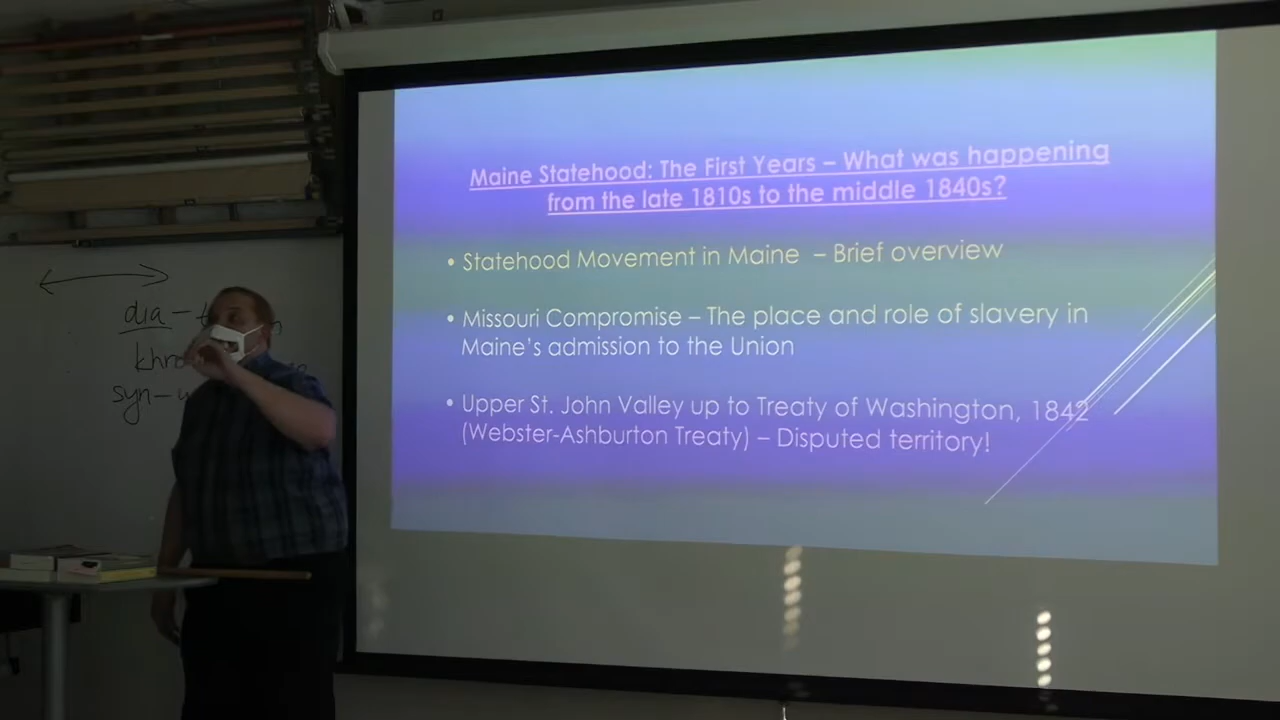 Maine Statehood: The First Years – What was happening
from the late 1810s to the middle 1840s?
• Statehood Movement in Maine – Brief overview
• Missouri Compromise – The place and role of slavery in
Maine's admission to the Union
• Upper St. John Valley up to Treaty of Washington, 1842
(Webster-Ashburton Treaty) – Disputed territory!
dia –
syn –